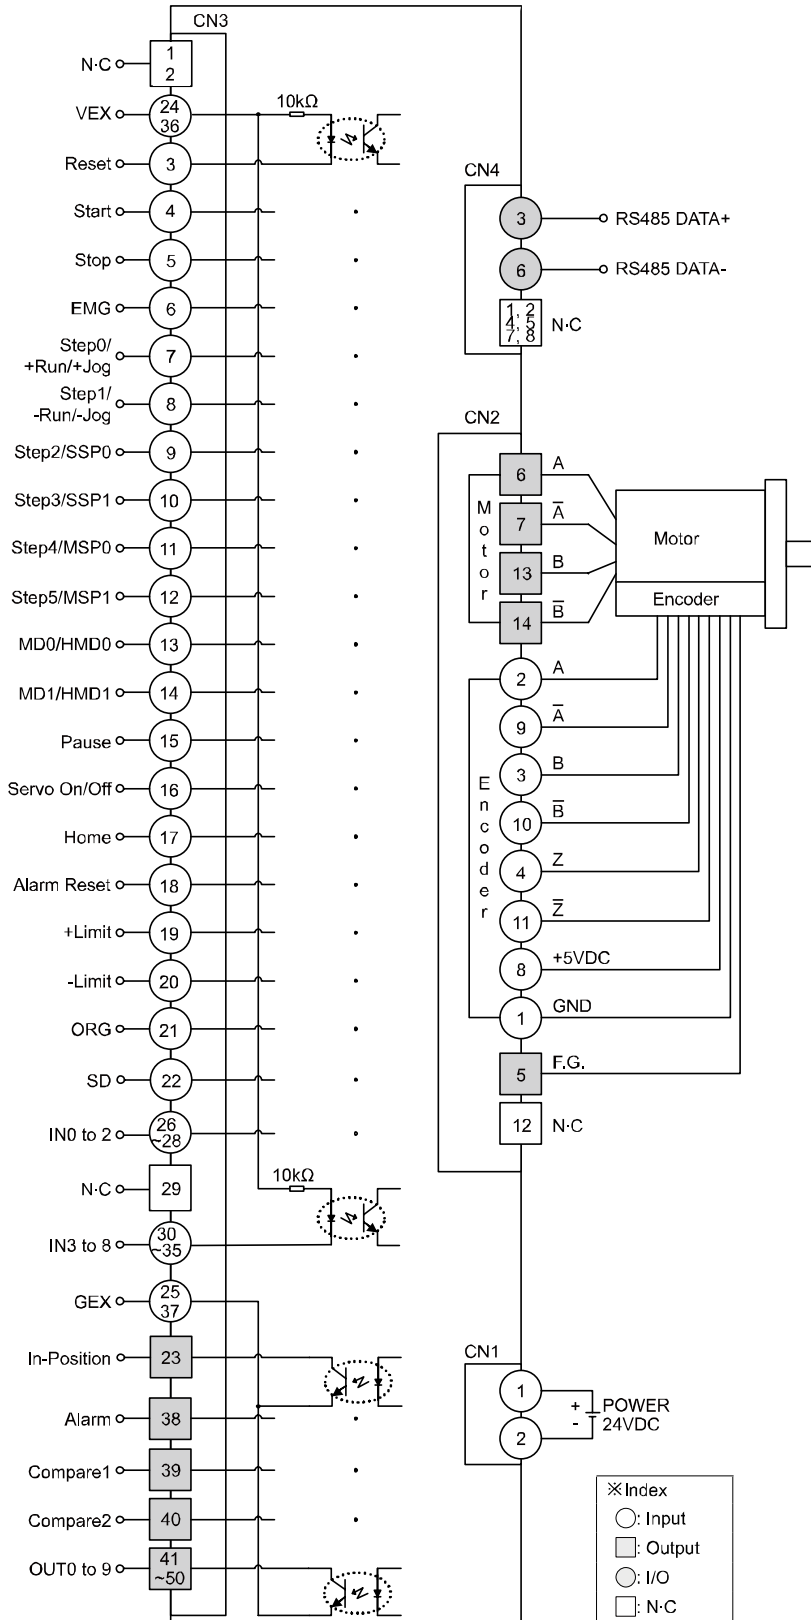 CN3
N·C
1
2
VEX
24
36
10kΩ
Reset
3
Start
4
Stop
5
EMG
6
Step0/
+Run/+Jog
7
Step1/
-Run/-Jog
8
Step2/SSP0
9
Step3/SSP1
10
Step4/MSP0
11
Step5/MSP1
12
MD0/HMD0
13
MD1/HMD1
14
Pause
15
Servo On/Off
16
Home
17
Alarm Reset
18
+Limit
19
-Limit
20
ORG
21
SD
22
IN0 to 2
26
~28
N·C
29
10kΩ
IN3 to 8
30
~35
GEX
25
37
In-Position
23
Alarm
38
Compare1
39
Compare2
40
OUT0 to 9
41
~50
CN4
3
RS485 DATA+
6
RS485 DATA-
1, 2
4, 5
7, 8
N·C
CN2
Motor
6
A
7
A̅
13
B
14
B̅
Motor
Encoder
Encoder
2
A
9
A̅
3
B
10
B̅
4
Z
11
Z̅
8
+5VDC
1
GND
5
F.G.
12
N·C
CN1
1
2
+
-
POWER
24VDC
※Index
: Input
: Output
: I/O
: N·C